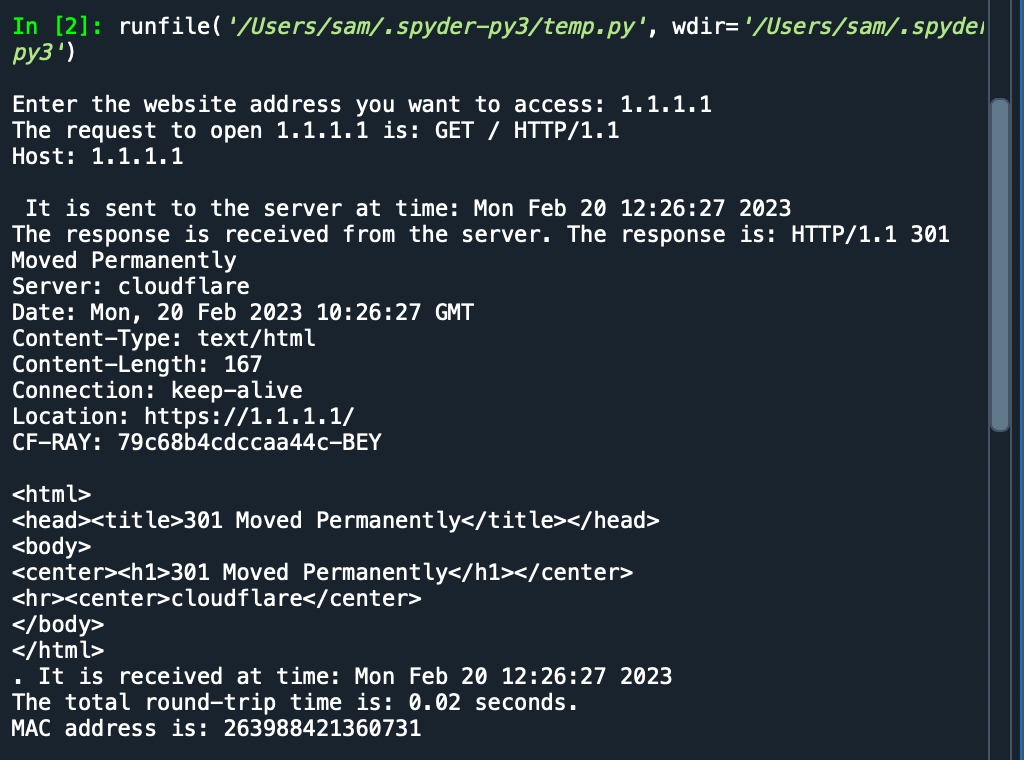 In [2]: runfile('/Users/sam/.spyder-py3/temp.py', wdir='/Users/sam/.spyder
py3')
Enter the website address you want to access: 1.1.1.1
The request to open 1.1.1.1 is: GET / HTTP/1.1
Host: 1.1.1.1
It is sent to the server at time: Mon Feb 20 12:26:27 2023
The response is received from the server. The response is: HTTP/1.1 301
Moved Permanently
Server: cloudflare
Date: Mon, 20 Feb 2023 10:26:27 GMT
Content-Type: text/html
Content-Length: 167
Connection: keep-alive
Location: https://1.1.1.1/
CF-RAY: 79c68b4cdccaa44c-BEY
<html>
<head><title>301 Moved Permanently</title></head>
<body>
<center><h1>301 Moved Permanently</h1></center>
<hr><center>cloudflare</center>
</body>
</html>
. It is received at time: Mon Feb 20 12:26:27 2023
The total round-trip time is: 0.02 seconds.
MAC address is: 263988421360731